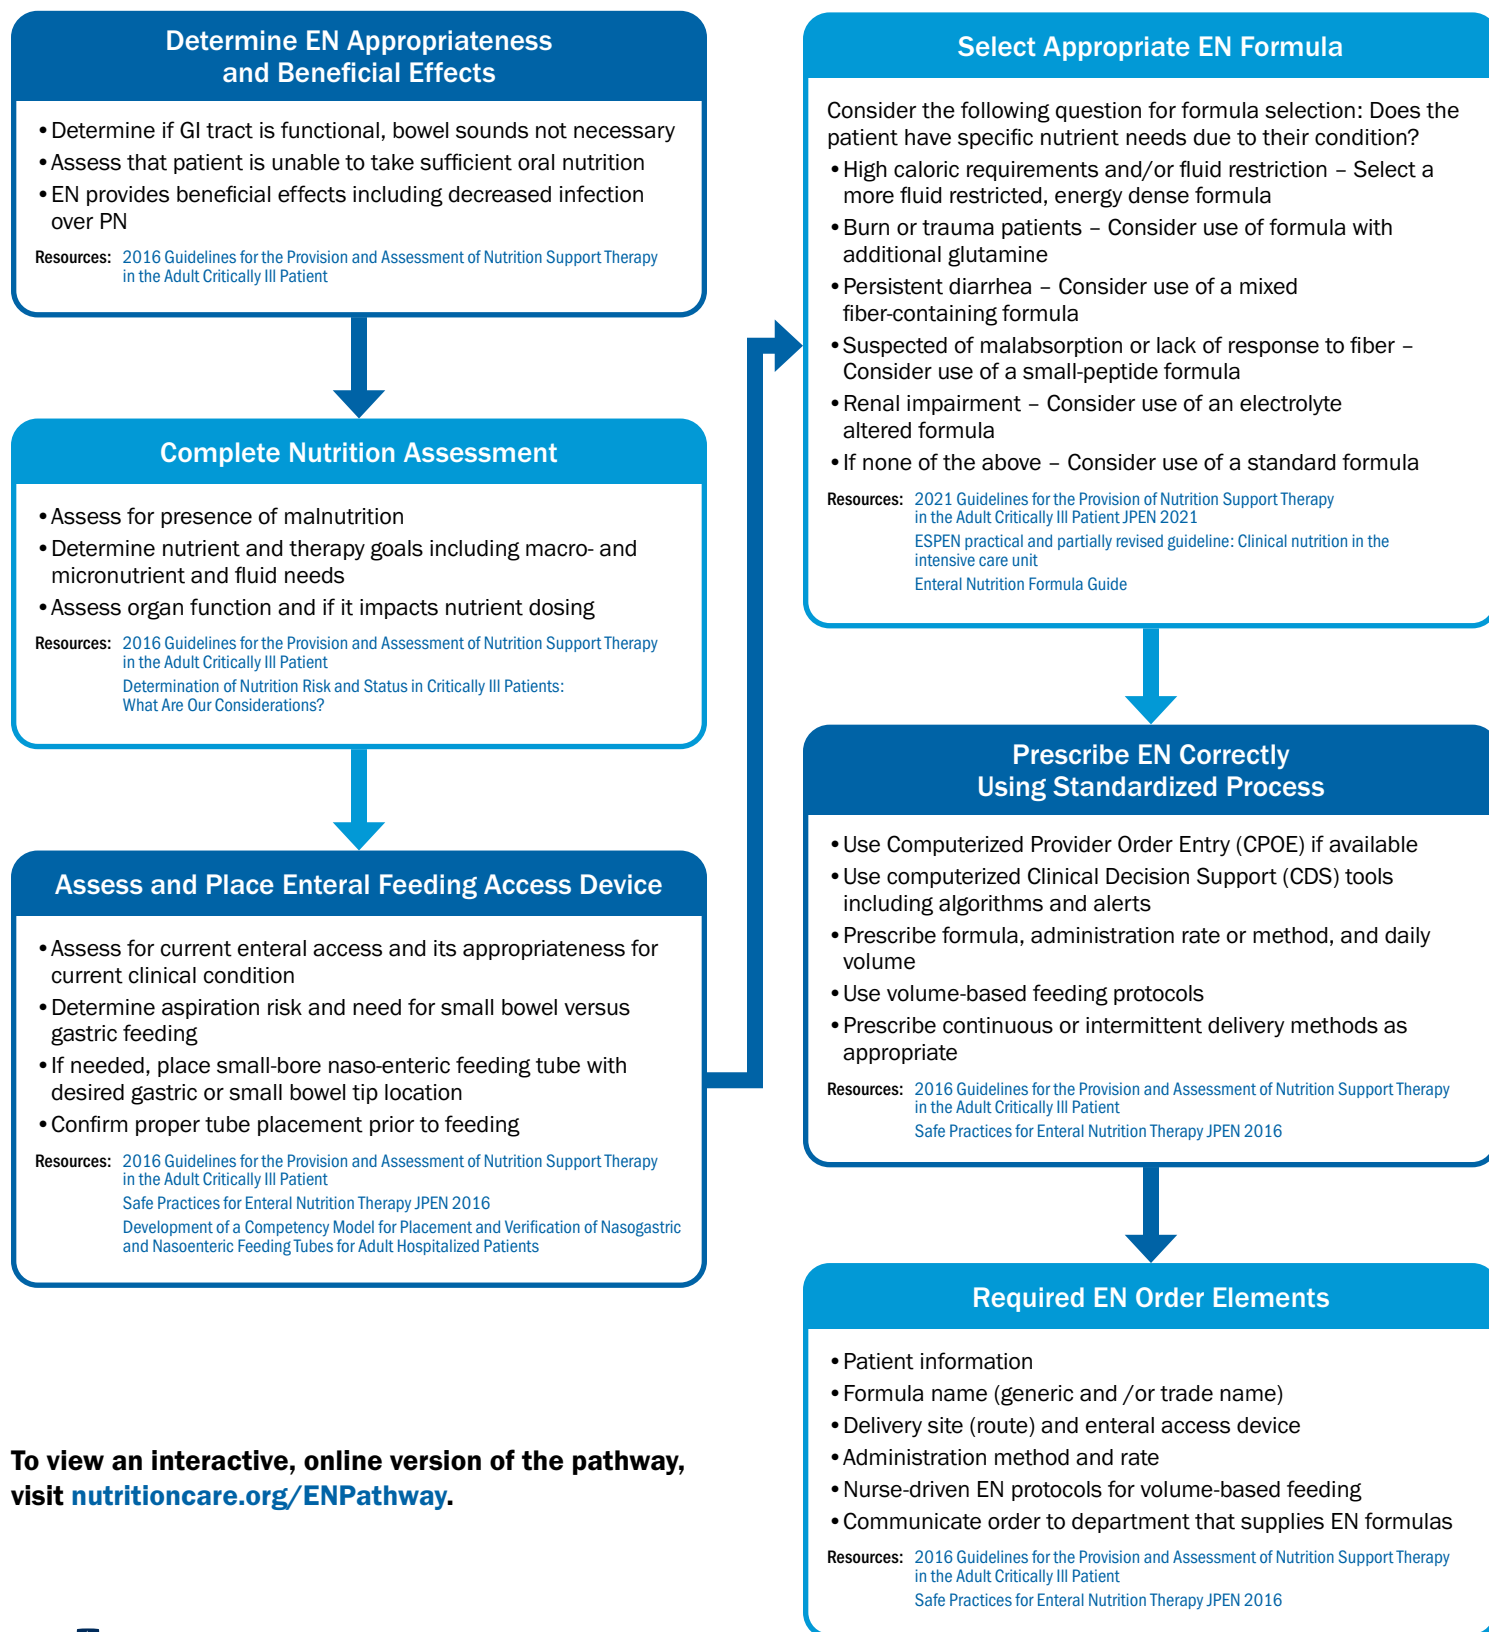 Determine EN Appropriateness
and Beneficial Effects
• Determine if GI tract is functional, bowel sounds not necessary
• Assess that patient is unable to take sufficient oral nutrition
• EN provides beneficial effects including decreased infection
over PN
Resources: 2016 Guidelines for the Provision and Assessment of Nutrition Support Therapy
in the Adult Critically Ill Patient
Complete Nutrition Assessment
• Assess for presence of malnutrition
• Determine nutrient and therapy goals including macro- and
micronutrient and fluid needs
• Assess organ function and if it impacts nutrient dosing
Resources: 2016 Guidelines for the Provision and Assessment of Nutrition Support Therapy
in the Adult Critically Ill Patient
Determination of Nutrition Risk and Status in Critically Ill Patients:
What Are Our Considerations?
Assess and Place Enteral Feeding Access Device
• Assess for current enteral access and its appropriateness for
current clinical condition
• Determine aspiration risk and need for small bowel versus
gastric feeding
• If needed, place small-bore naso-enteric feeding tube with
desired gastric or small bowel tip location
• Confirm proper tube placement prior to feeding
Resources: 2016 Guidelines for the Provision and Assessment of Nutrition Support Therapy
in the Adult Critically Ill Patient
Safe Practices for Enteral Nutrition Therapy JPEN 2016
Development of a Competency Model for Placement and Verification of Nasogastric
and Nasoenteric Feeding Tubes for Adult Hospitalized Patients
To view an interactive, online version of the pathway,
visit nutritioncare.org/ENPathway.
Select Appropriate EN Formula
Consider the following question for formula selection: Does the
patient have specific nutrient needs due to their condition?
• High caloric requirements and/or fluid restriction – Select a
more fluid restricted, energy dense formula
• Burn or trauma patients – Consider use of formula with
additional glutamine
• Persistent diarrhea – Consider use of a mixed
fiber-containing formula
• Suspected of malabsorption or lack of response to fiber –
Consider use of a small-peptide formula
• Renal impairment – Consider use of an electrolyte
altered formula
• If none of the above – Consider use of a standard formula
Resources: 2021 Guidelines for the Provision of Nutrition Support Therapy
in the Adult Critically Ill Patient JPEN 2021
ESPEN practical and partially revised guideline: Clinical nutrition in the
intensive care unit
Enteral Nutrition Formula Guide
Prescribe EN Correctly
Using Standardized Process
• Use Computerized Provider Order Entry (CPOE) if available
• Use computerized Clinical Decision Support (CDS) tools
including algorithms and alerts
• Prescribe formula, administration rate or method, and daily
volume
• Use volume-based feeding protocols
• Prescribe continuous or intermittent delivery methods as
appropriate
Resources: 2016 Guidelines for the Provision and Assessment of Nutrition Support Therapy
in the Adult Critically Ill Patient
Safe Practices for Enteral Nutrition Therapy JPEN 2016
Required EN Order Elements
• Patient information
• Formula name (generic and /or trade name)
• Delivery site (route) and enteral access device
• Administration method and rate
• Nurse-driven EN protocols for volume-based feeding
• Communicate order to department that supplies EN formulas
Resources: 2016 Guidelines for the Provision and Assessment of Nutrition Support Therapy
in the Adult Critically Ill Patient
Safe Practices for Enteral Nutrition Therapy JPEN 2016